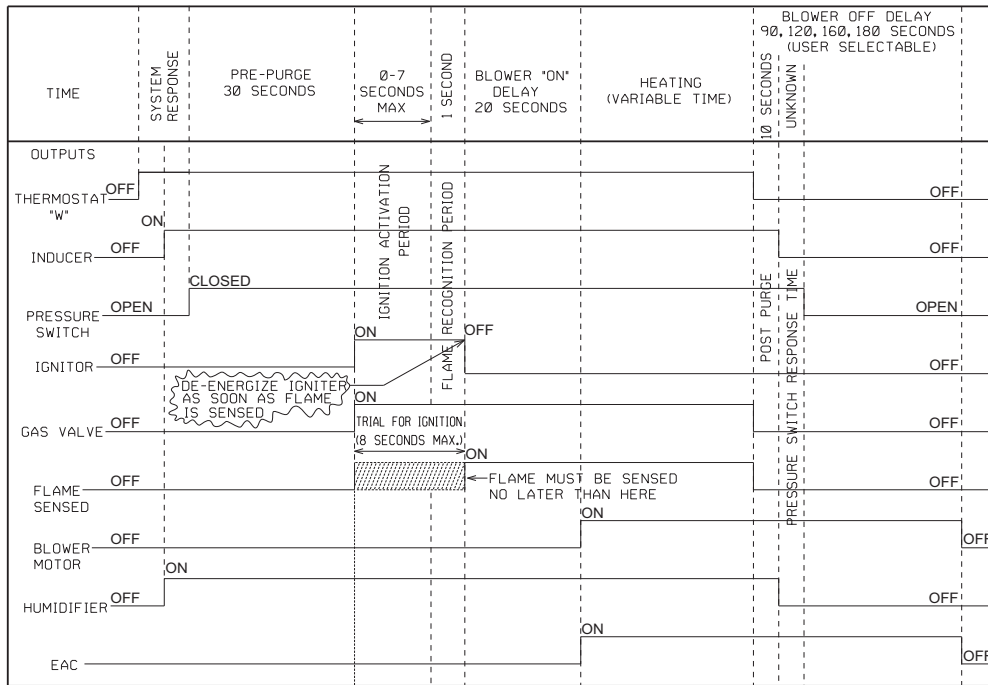 BLOWER OFF DELAY
90,120,160,180 SECONDS
(USER SELECTABLE)
TIME
SYSTEM
RESPONSE
PRE-PURGE
30 SECONDS
0-7
SECONDS
MAX
1 SECOND
BLOWER "ON"
DELAY
20 SECONDS
HEATING
(VARIABLE TIME)
10 SECONDS
UNKNOWN
OUTPUTS
THERMOSTAT
"W"
OFF
OFF
INDUCER
OFF
ON
OFF
PRESSURE
SWITCH
OPEN
CLOSED
OPEN
IGNITION ACTIVATION
PERIOD
FLAME RECOGNITION PERIOD
POST PURGE
PRESSURE SWITCH RESPONSE TIME
IGNITOR
OFF
ON
OFF
OFF
DE-ENERGIZE IGNITER
AS SOON AS FLAME
IS SENSED
GAS VALVE
OFF
ON
OFF
TRIAL FOR IGNITION
(8 SECONDS MAX.)
FLAME
SENSED
OFF
ON
FLAME MUST BE SENSED
NO LATER THAN HERE
OFF
BLOWER
MOTOR
OFF
ON
OFF
HUMIDIFIER
OFF
ON
OFF
EAC
ON
OFF